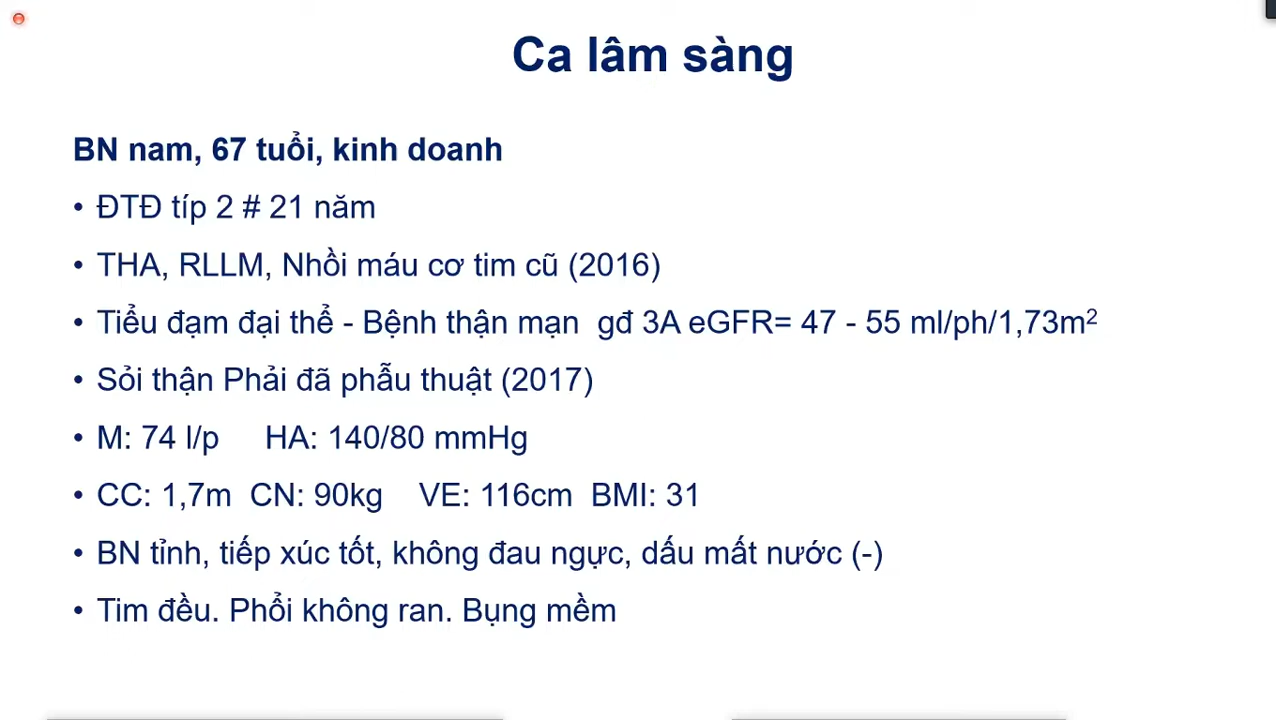 Ca lâm sàng
BN nam, 67 tuổi, kinh doanh
• ĐTĐ típ 2 # 21 năm
• THA, RLLM, Nhồi máu cơ tim cũ (2016)
• Tiểu đạm đại thể - Bệnh thận mạn gđ 3A eGFR= 47 - 55 ml/ph/1,73m²
• Sỏi thận Phải đã phẫu thuật (2017)
• M: 74 l/p HA: 140/80 mmHg
• CC: 1,7m CN: 90kg VE: 116cm BMI: 31
• BN tỉnh, tiếp xúc tốt, không đau ngực, dấu mất nước (-)
• Tim đều. Phổi không ran. Bụng mềm